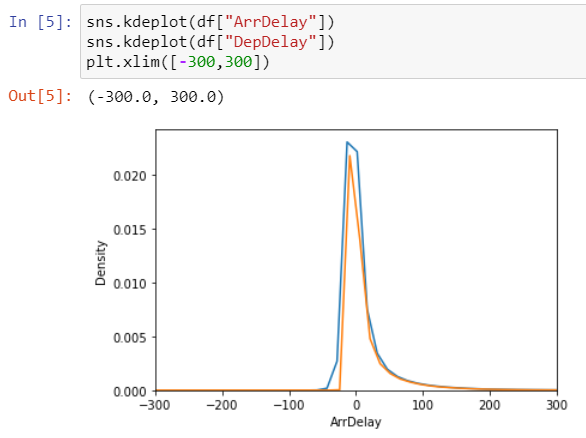 In [5]: sns.kdeplot(df["ArrDelay"])
sns.kdeplot(df["DepDelay"])
plt.xlim([-300,300])
Out[5]: (-300.0, 300.0)
0.020
0.015
0.010
0.005
0.000
Density
−300 −200 −100 0 100 200 300
ArrDelay